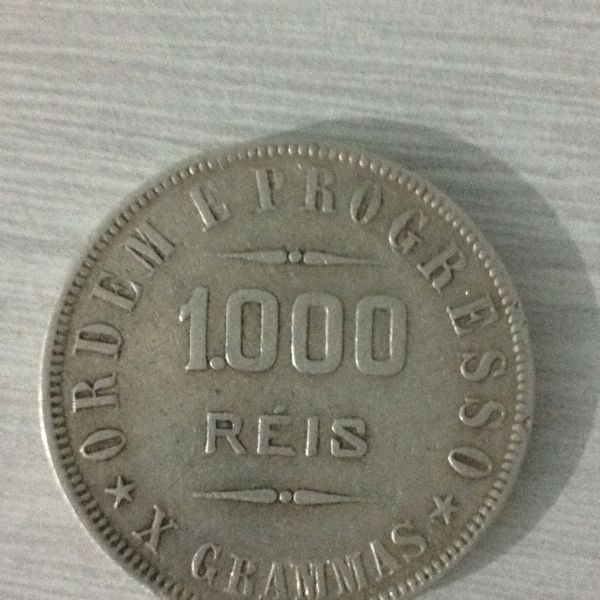 ORDEM E PROGRESSO
1.000
RÉIS
X GRAMMAS